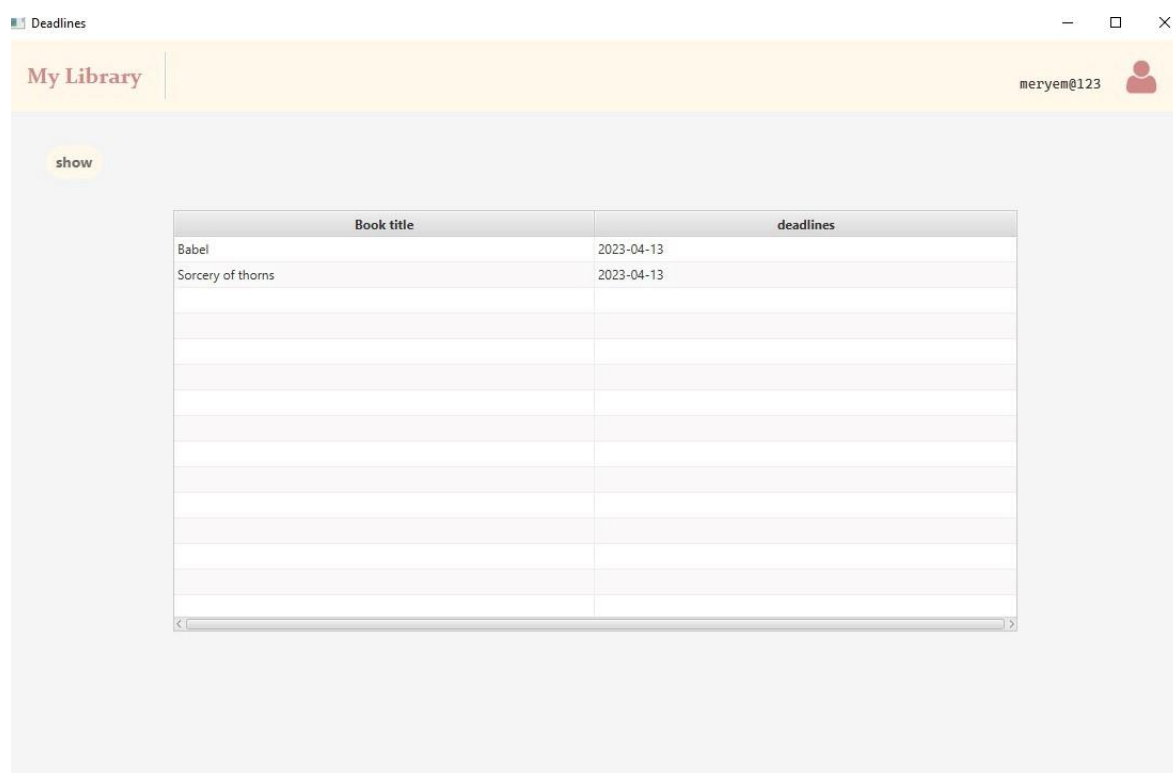 Deadlines
My Library
meryem@123
show
Book title deadlines
Babel 2023-04-13
Sorcery of thorns 2023-04-13